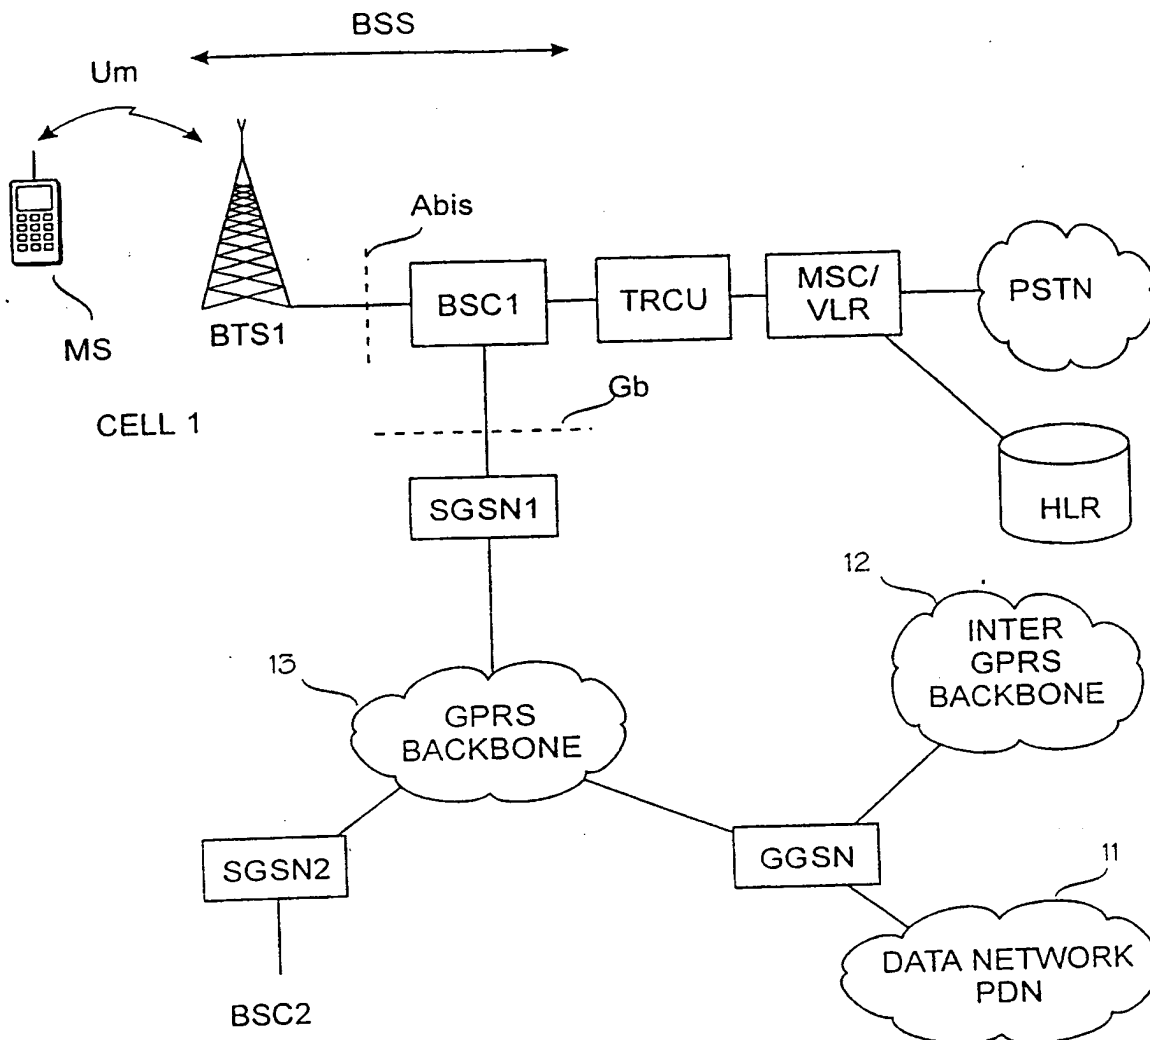 BSS
Um
Abis
BSC1
TRCU
MSC/
VLR
PSTN
BTS1
MS
Gb
CELL 1
SGSN1
HLR
12
INTER
GPRS
BACKBONE
13
GPRS
BACKBONE
SGSN2
GGSN
11
DATA NETWORK
PDN
BSC2